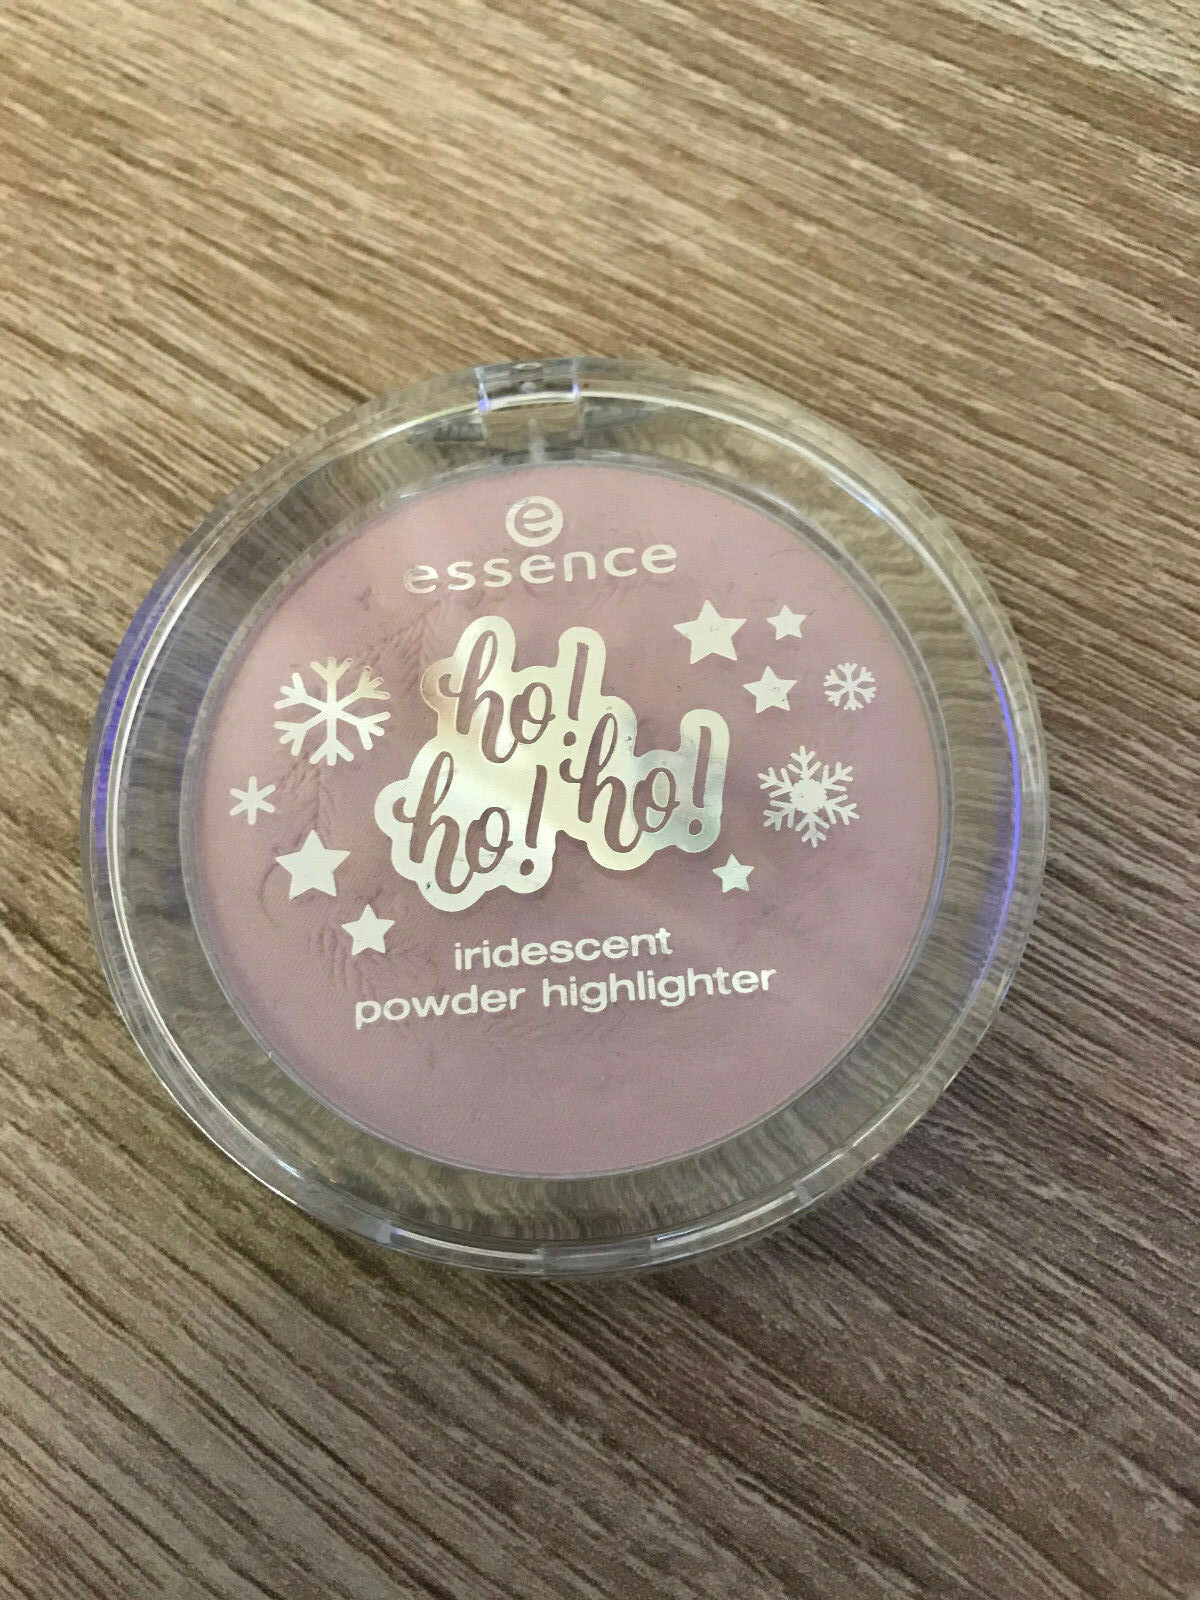 e
essence
ho!
ho! ho!
iridescent
powder highlighter